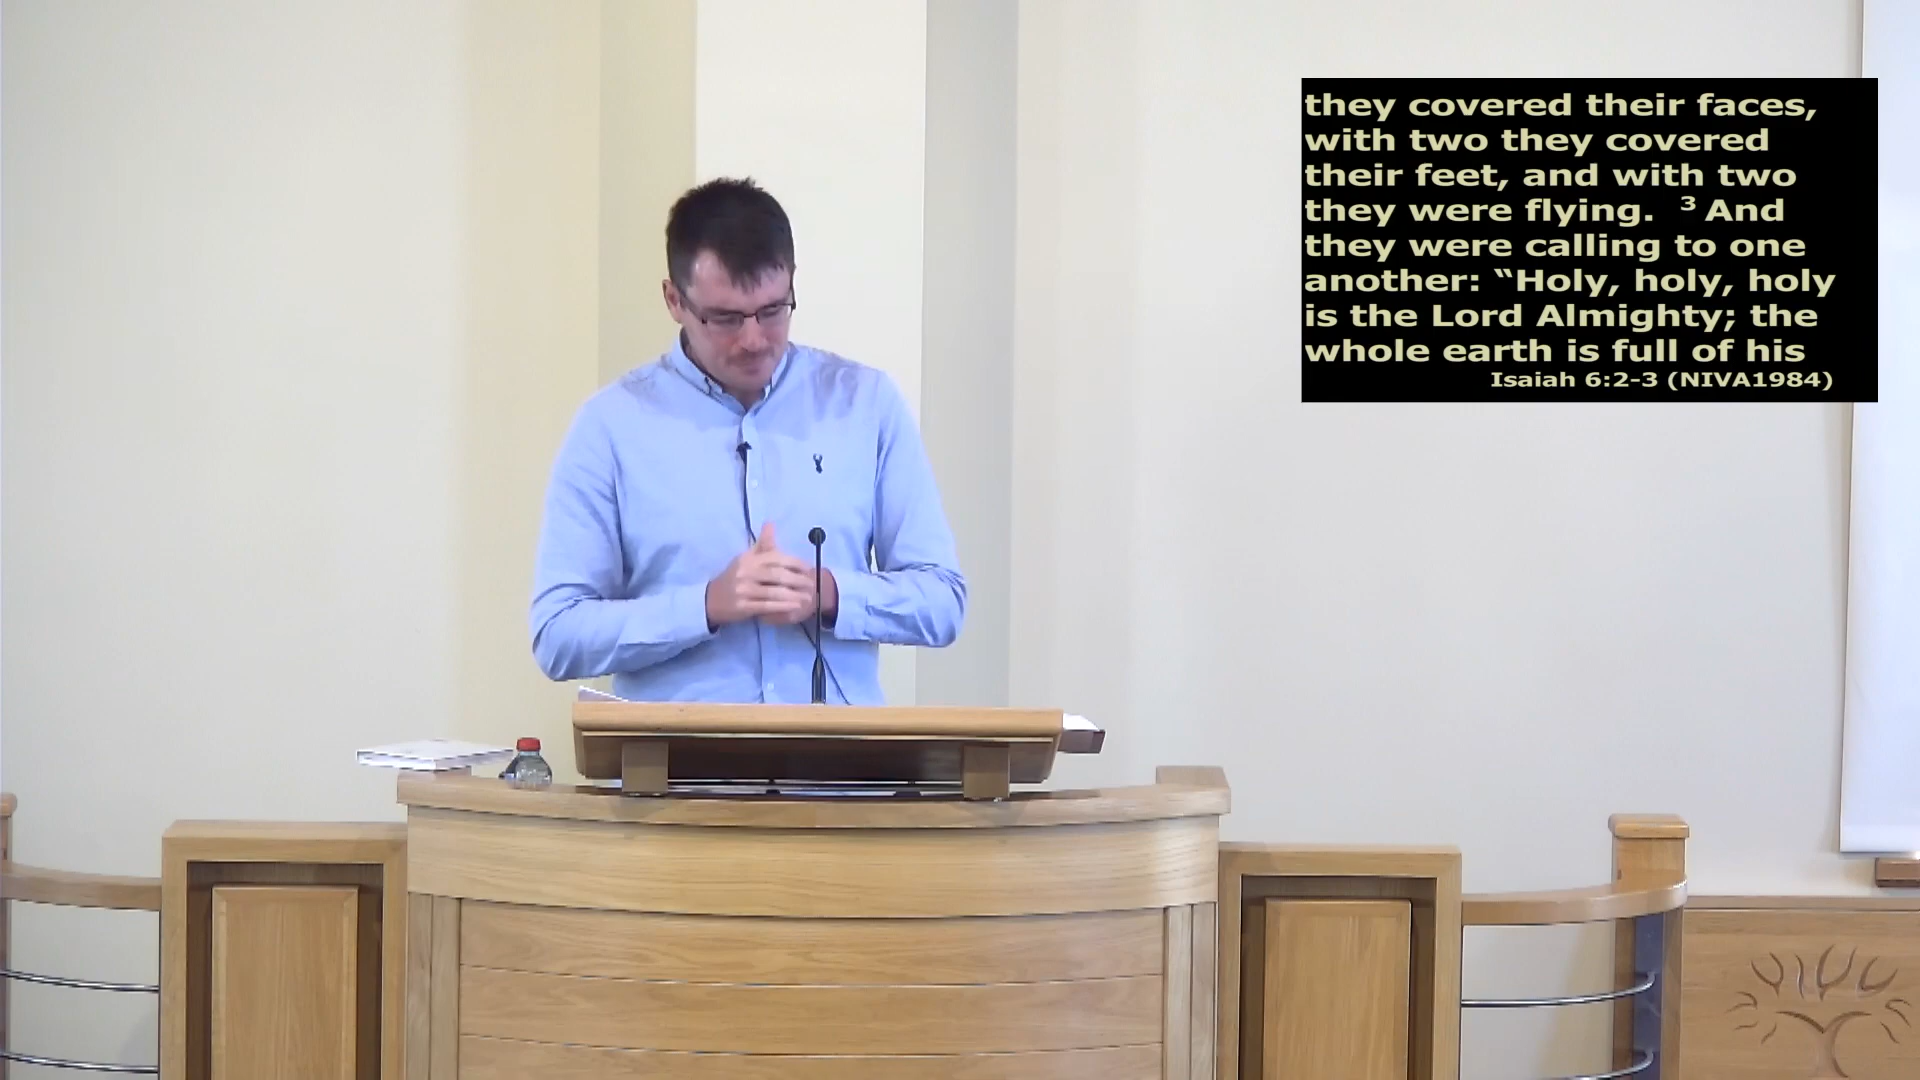 they covered their faces,
with two they covered
their feet, and with two
they were flying. ³ And
they were calling to one
another: “Holy, holy, holy
is the Lord Almighty; the
whole earth is full of his
Isaiah 6:2-3 (NIVA1984)